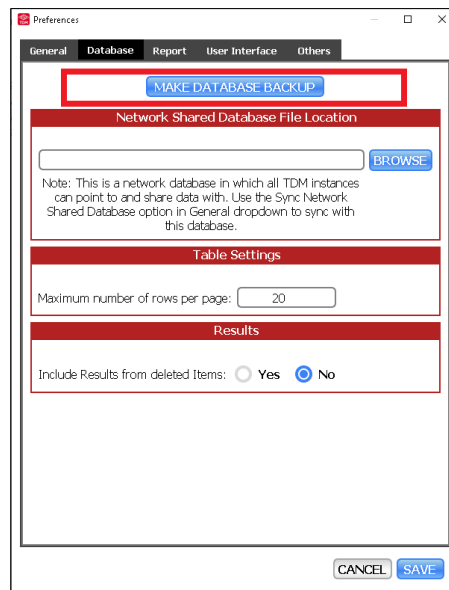 TDM Preferences
General Database Report User Interface Others
MAKE DATABASE BACKUP
Network Shared Database File Location
BROWSE
Note: This is a network database in which all TDM instances
can point to and share data with. Use the Sync Network
Shared Database option in General dropdown to sync with
this database.
Table Settings
Maximum number of rows per page: 20
Results
Include Results from deleted Items: Yes No
CANCEL SAVE